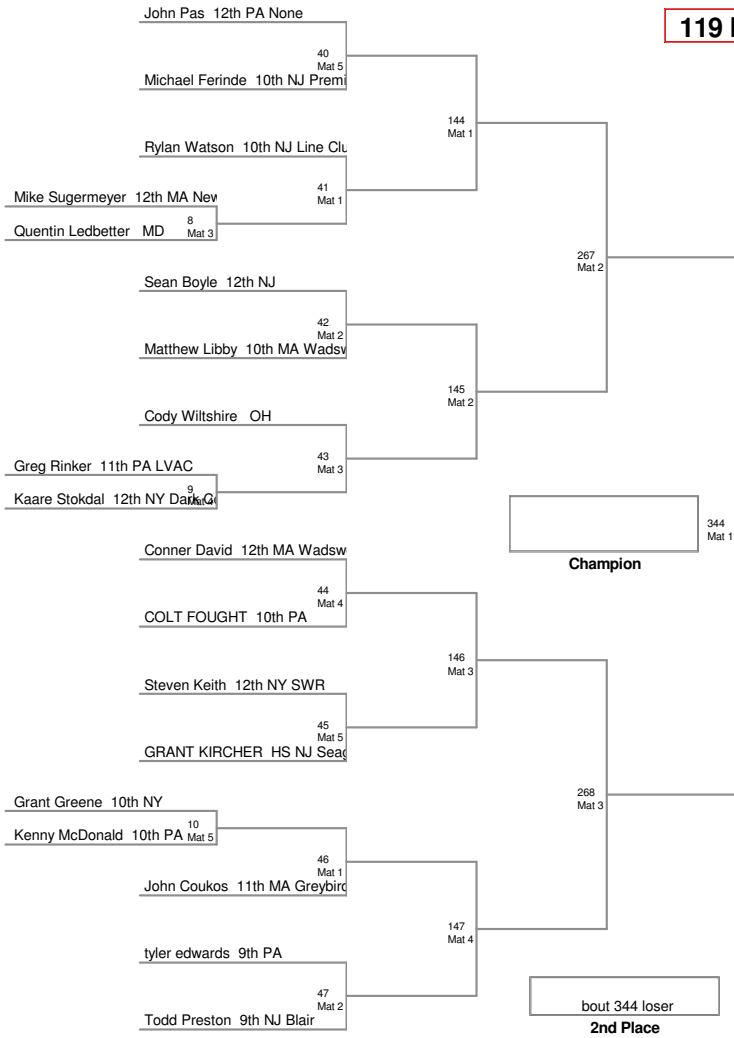 John Pas 12th PA None
119
40
Mat 5
Michael Ferinde 10th NJ Premi
144
Mat 1
Rylan Watson 10th NJ Line Clu
41
Mat 1
Mike Sugermeyer 12th MA New
8
Mat 3
Quentin Ledbetter MD
267
Mat 2
Sean Boyle 12th NJ
42
Mat 2
Matthew Libby 10th MA Wadsw
145
Mat 2
Cody Wiltshire OH
43
Mat 3
Greg Rinker 11th PA LVAC
9
Mat 4
Kaare Stokdal 12th NY Dark
344
Mat 1
Champion
Conner David 12th MA Wadsw
44
Mat 4
COLT FOUGHT 10th PA
146
Mat 3
Steven Keith 12th NY SWR
45
Mat 5
GRANT KIRCHER HS NJ Seag
268
Mat 3
Grant Greene 10th NY
10
Mat 5
Kenny McDonald 10th PA
46
Mat 1
John Coukos 11th MA Greybird
147
Mat 4
tyler edwards 9th PA
47
Mat 2
Todd Preston 9th NJ Blair
bout 344 loser
2nd Place